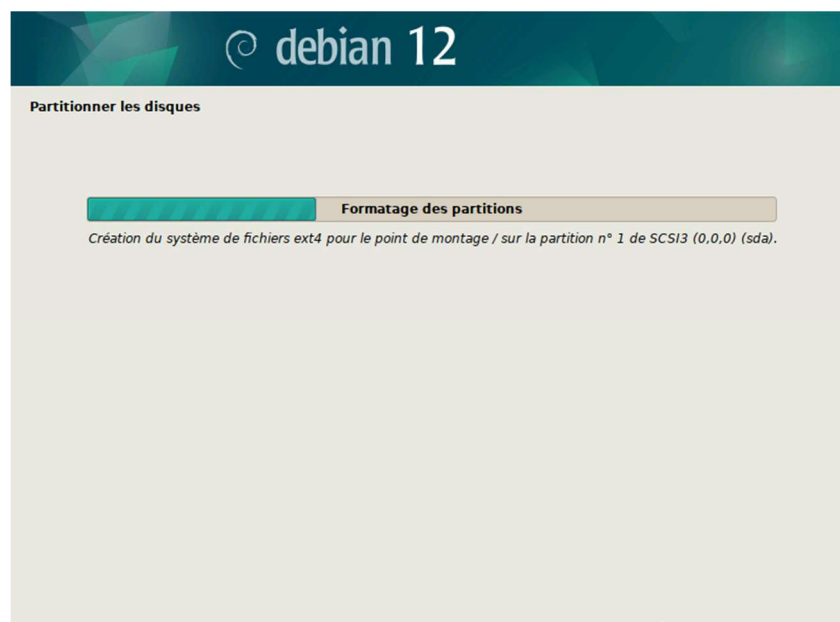 debian 12
Partitionner les disques
Formatage des partitions
Création du système de fichiers ext4 pour le point de montage / sur la partition n° 1 de SCSI3 (0,0,0) (sda).